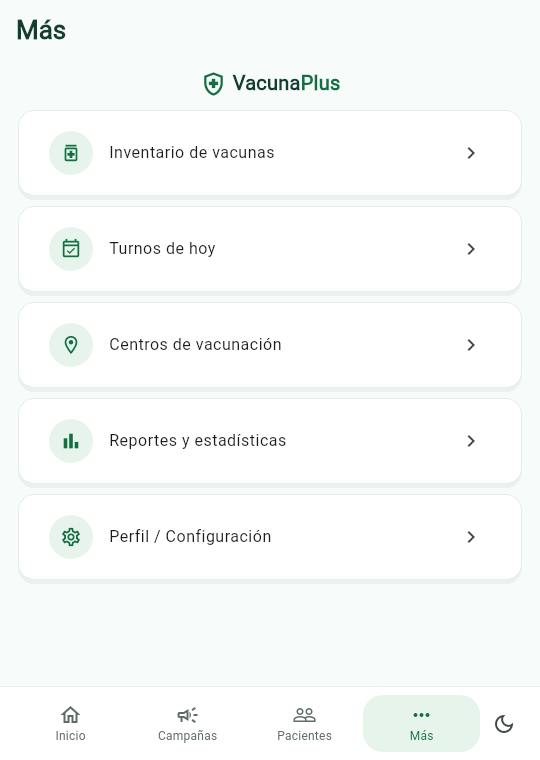 Más
VacunaPlus
Inventario de vacunas
Turnos de hoy
Centros de vacunación
Reportes y estadísticas
Perfil / Configuración
Inicio
Campañas
Pacientes
Más